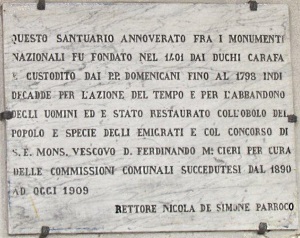 QUESTO SANTUARIO ANNOVERATO FRA I MONUMENTI
NAZIONALI FU FONDATO NEL 1401 DAI DUCHI CARAFA
E CUSTODITO DAI P.P. DOMENICANI FINO AL 1798 INDI
DECADDE PER L'AZIONE DEL TEMPO E PER L'ABBANDONO
DEGLI UOMINI ED E STATO RESTAURATO COLL'OBOLO DEL
POPOLO E SPECIE DEGLI EMIGRATI E COL CONCORSO DI
S. E. MONS. VESCOVO D. FERDINANDO Mª CIERI PER CURA
DELLE COMMISSIONI COMUNALI SUCCEDUTESI DAL 1890
AD OGGI 1909
RETTORE NICOLA DE SIMONE PARROCO